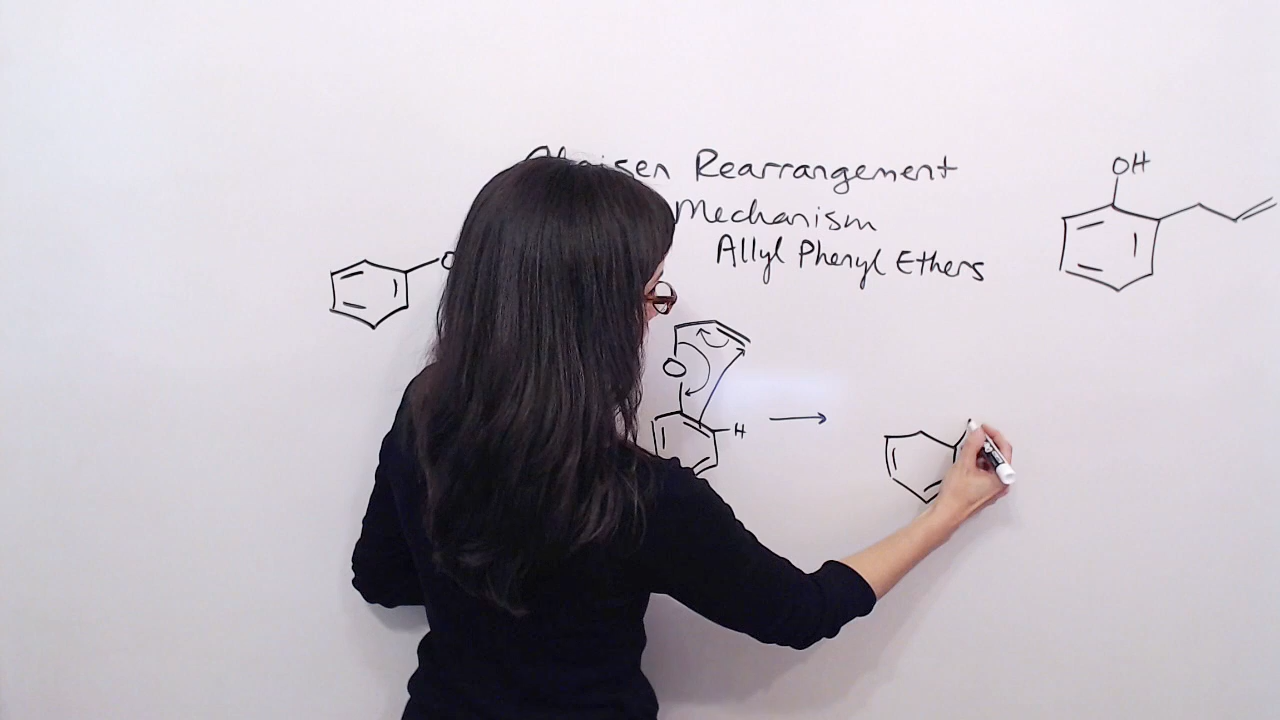 Rearrangement
Mechanism
Allyl Phenyl Ethers
OH
O
H